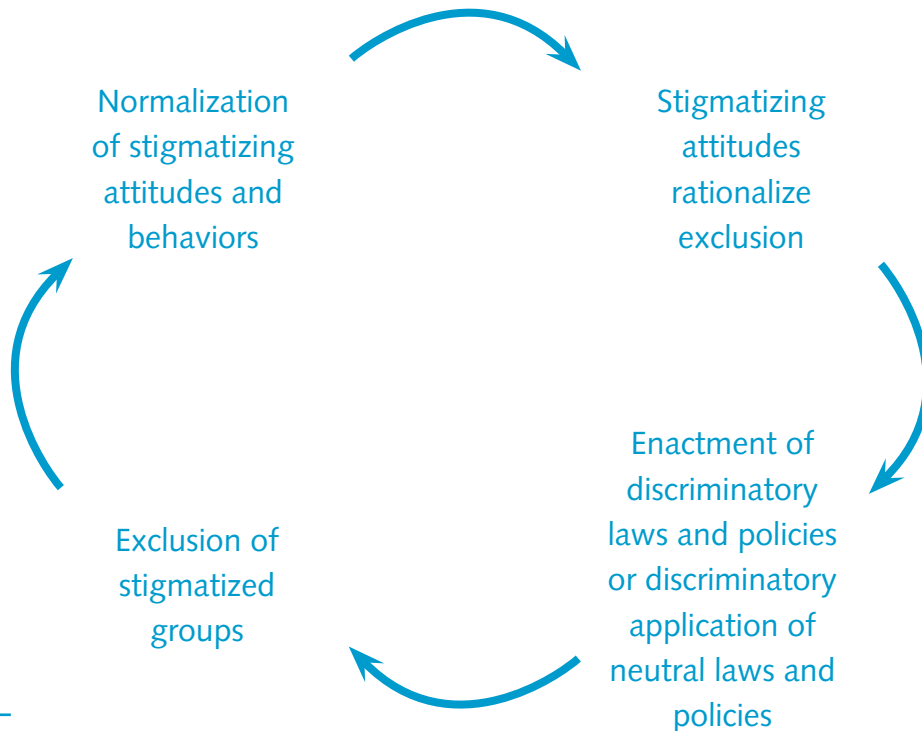 Normalization
of stigmatizing
attitudes and
behaviors
Stigmatizing
attitudes
rationalize
exclusion
Enactment of
discriminatory
laws and policies
or discriminatory
application of
neutral laws and
policies
Exclusion of
stigmatized
groups